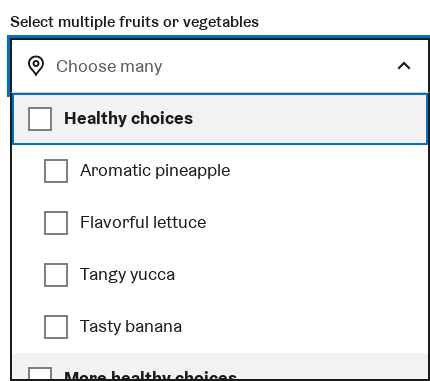 Select multiple fruits or vegetables
Choose many
Healthy choices
Aromatic pineapple
Flavorful lettuce
Tangy yucca
Tasty banana
More healthy choices